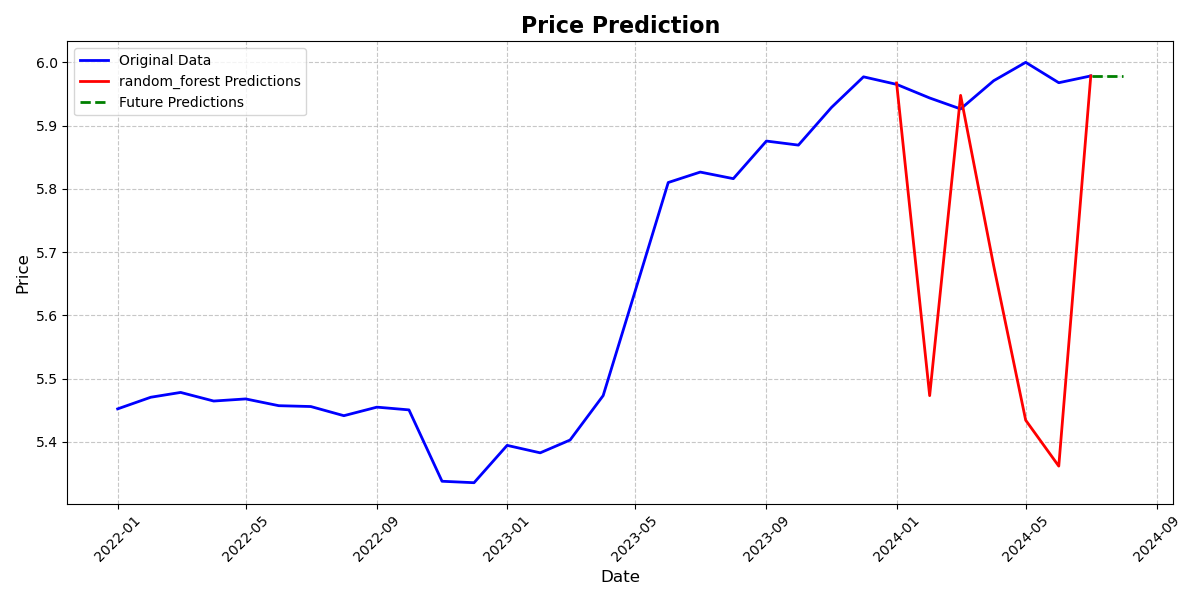 Price Prediction
Original Data
random_forest Predictions
Future Predictions
6.0
5.9
5.8
5.7
5.6
5.5
5.4
Price
2022-01
2022-05
2022-09
2023-01
2023-05
2023-09
2024-01
2024-05
2024-09
Date